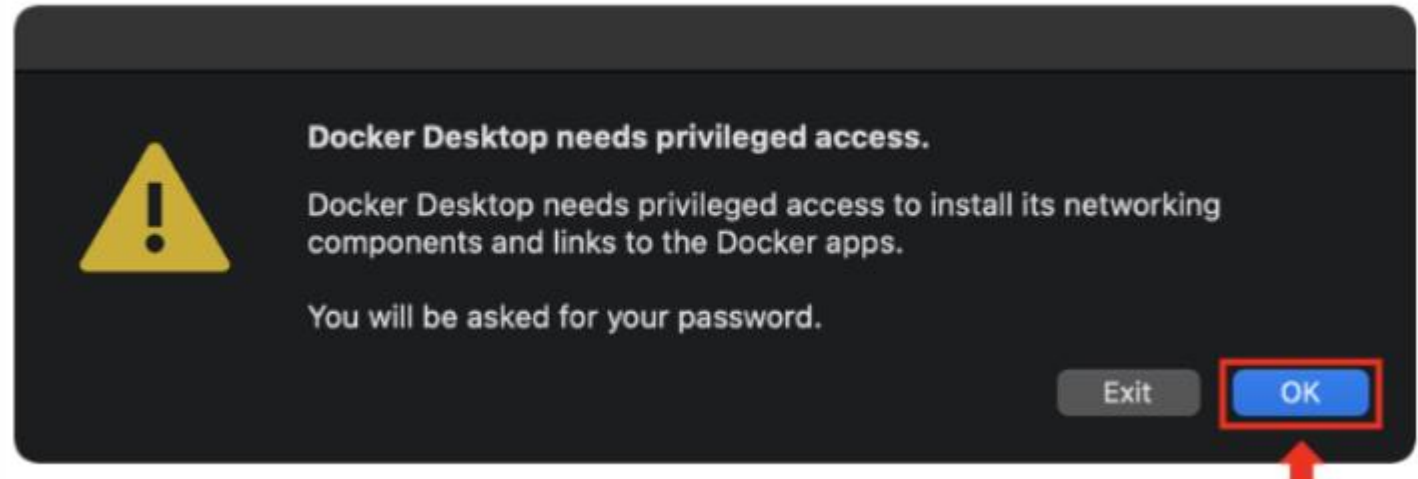 Docker Desktop needs privileged access.
Docker Desktop needs privileged access to install its networking
components and links to the Docker apps.
You will be asked for your password.
Exit
OK